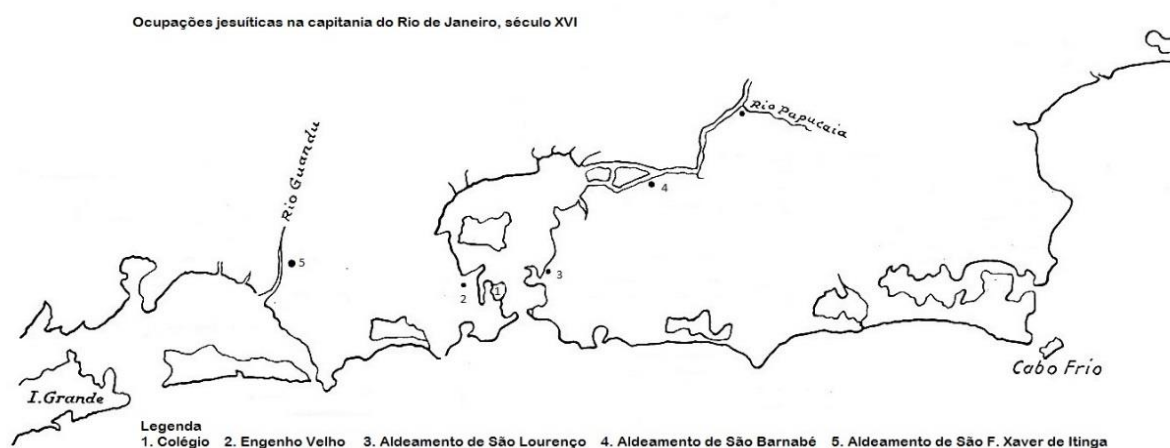 Ocupações jesuíticas na capitania do Rio de Janeiro, século XVI
Rio Papucaia
Rio Guandu
4
5
3
2
1
Cabo Frio
I. Grande
Legenda
1. Colégio 2. Engenho Velho 3. Aldeamento de São Lourenço 4. Aldeamento de São Barnabé 5. Aldeamento de São F. Xaver de Itinga